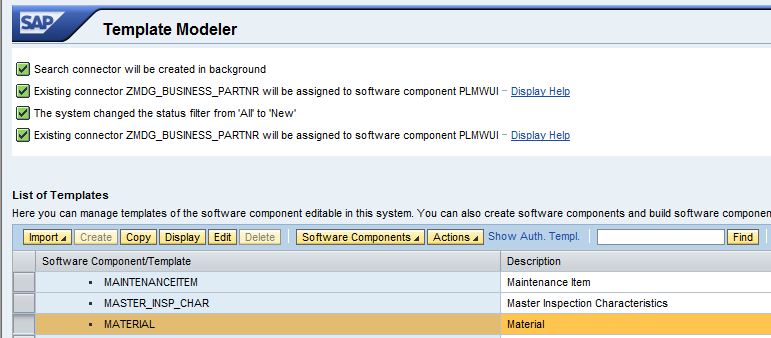 SAP Template Modeler
Search connector will be created in background
Existing connector ZMDG_BUSINESS_PARTNR will be assigned to software component PLMWUI – Display Help
The system changed the status filter from 'All' to 'New'
Existing connector ZMDG_BUSINESS_PARTNR will be assigned to software component PLMWUI – Display Help
List of Templates
Here you can manage templates of the software component editable in this system. You can also create software components and build software componen
Import Create Copy Display Edit Delete Software Components Actions Show Auth. Templ. Find
Software Component/Template Description
• MAINTENANCEITEM Maintenance Item
• MASTER_INSP_CHAR Master Inspection Characteristics
• MATERIAL Material